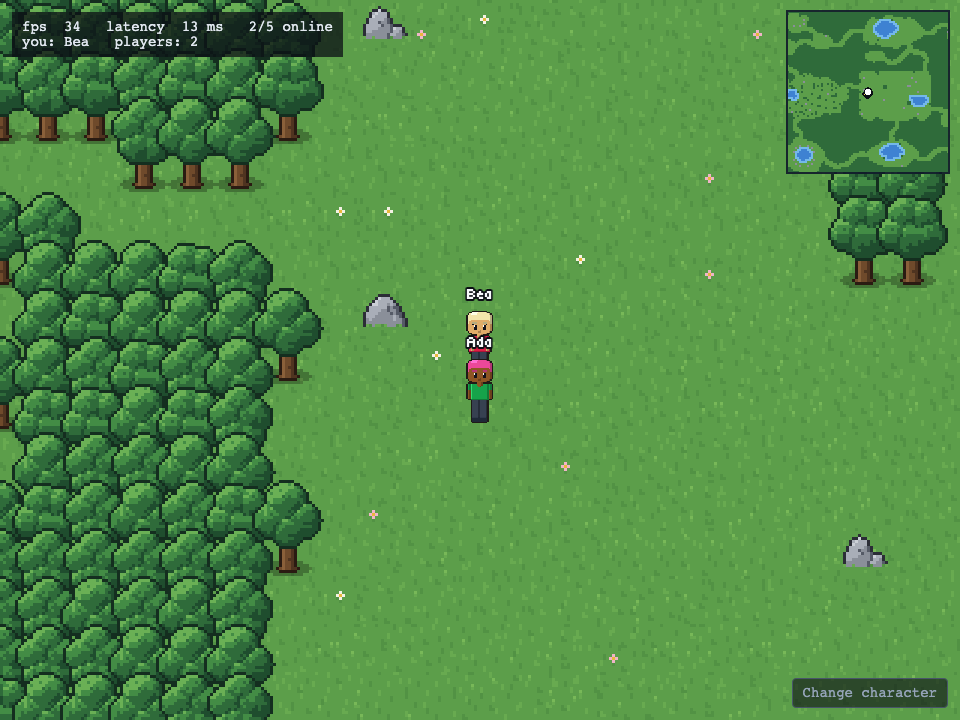 fps 34 latency 13 ms 2/5 online
you: Bea players: 2
Bea
Ada
Change character